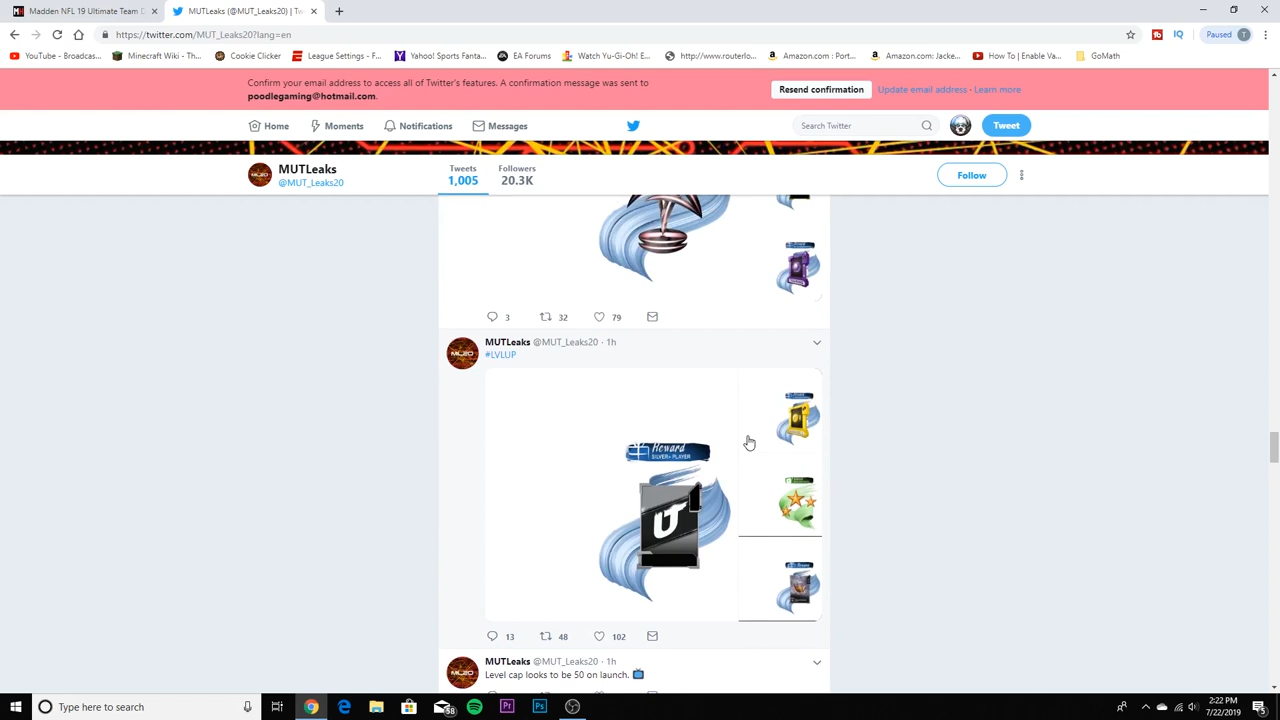 Madden NFL 19 Ultimate Team D
MUTLeaks (@MUT_Leaks20) | Tw
https://twitter.com/MUT_Leaks20?lang=en
Paused
T
YouTube - Broadcas...
Minecraft Wiki - Th...
Cookie Clicker
League Settings - F...
Yahoo! Sports Fanta...
EA Forums
Watch Yu-Gi-Oh! E...
http://www.routerlo...
Amazon.com : Port...
Amazon.com: Jacke...
How To | Enable Va...
GoMath
Confirm your email address to access all of Twitter's features. A confirmation message was sent to
poodlegaming@hotmail.com.
Resend confirmation
Update email address · Learn more
Home
Moments
Notifications
Messages
Search Twitter
Tweet
MUTLeaks
@MUT_Leaks20
Tweets
1,005
Followers
20.3K
Follow
3
32
79
MUTLeaks @MUT_Leaks20 · 1h
#LVLUP
Reward
SILVER+ PLAYER
UT
13
48
102
MUTLeaks @MUT_Leaks20 · 1h
Level cap looks to be 50 on launch.
Type here to search
88
2:22 PM
7/22/2019